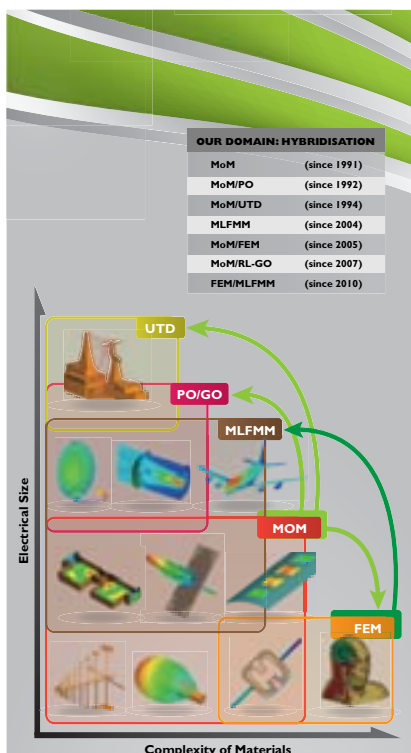 OUR DOMAIN: HYBRIDISATION
MoM (since 1991)
MoM/PO (since 1992)
MoM/UTD (since 1994)
MLFMM (since 2004)
MoM/FEM (since 2005)
MoM/RL-GO (since 2007)
FEM/MLFMM (since 2010)
UTD
PO/GO
MLFMM
MOM
FEM
Electrical Size
Complexity of Materials